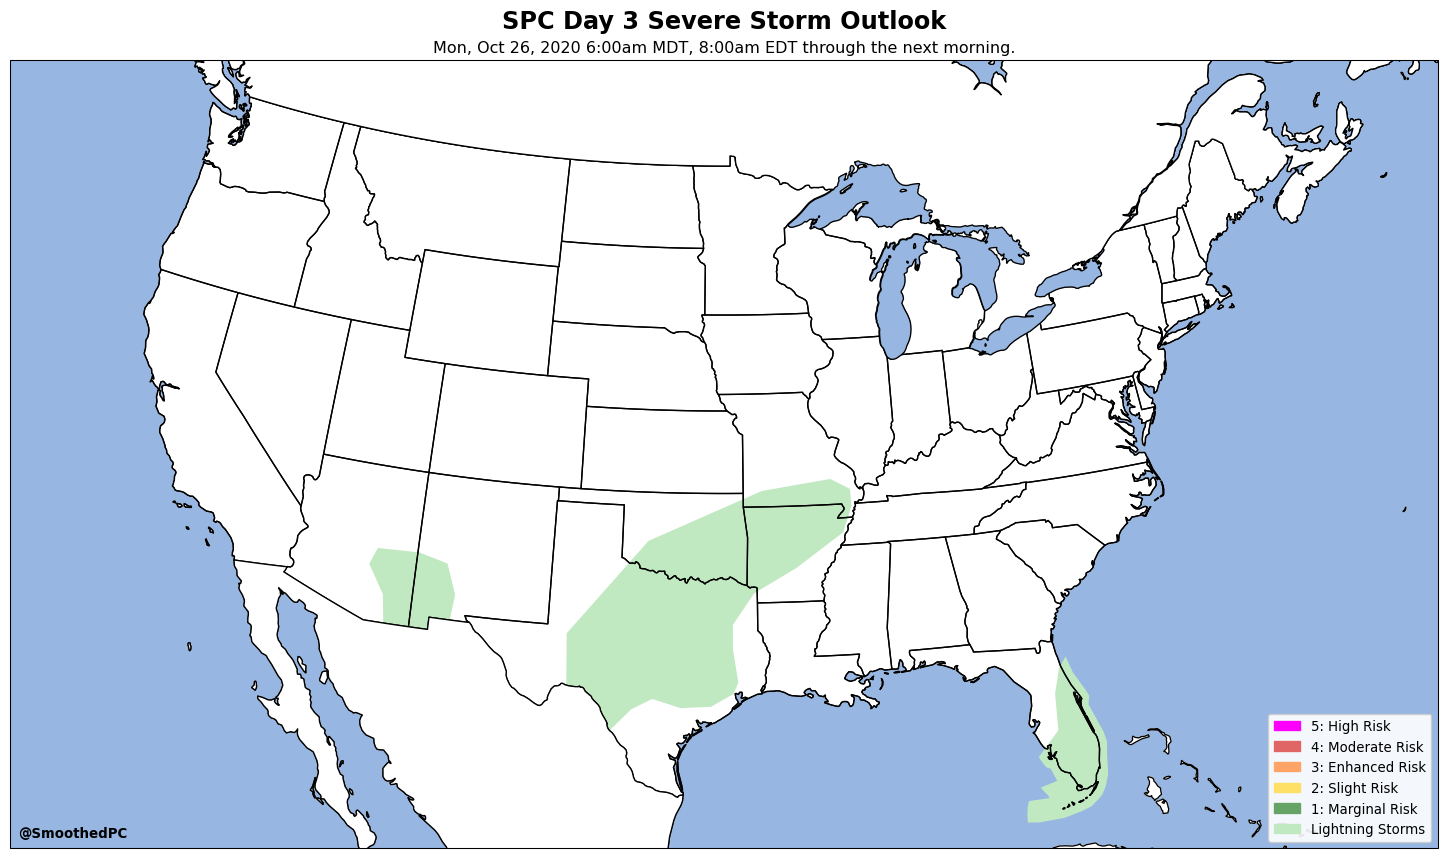 SPC Day 3 Severe Storm Outlook
Mon, Oct 26, 2020 6:00am MDT, 8:00am EDT through the next morning.
5: High Risk
4: Moderate Risk
3: Enhanced Risk
2: Slight Risk
1: Marginal Risk
Lightning Storms
@SmoothedPC